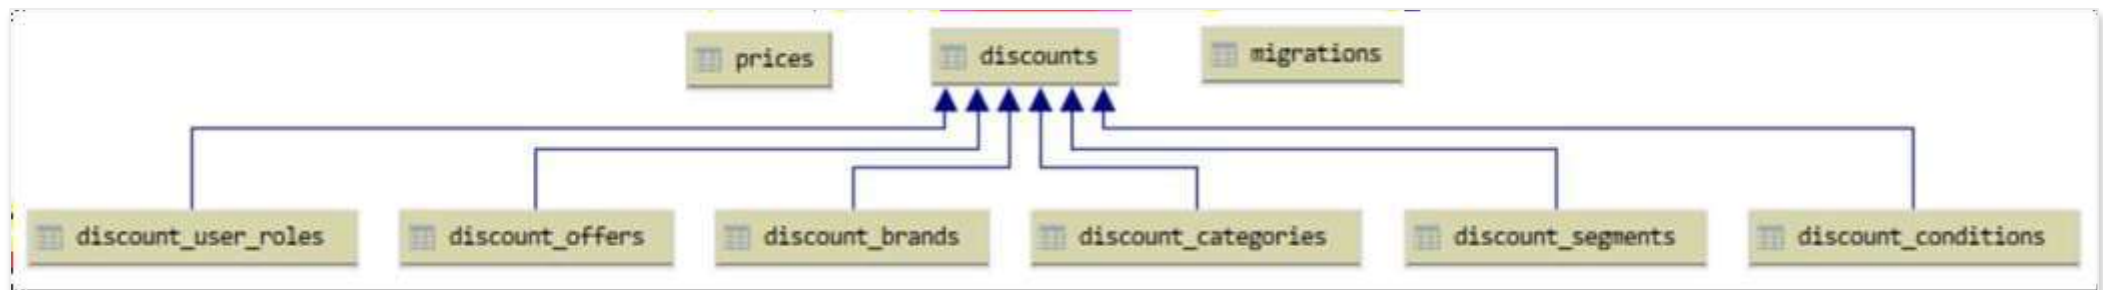 prices
discounts
migrations
discount_user_roles
discount_offers
discount_brands
discount_categories
discount_segments
discount_conditions